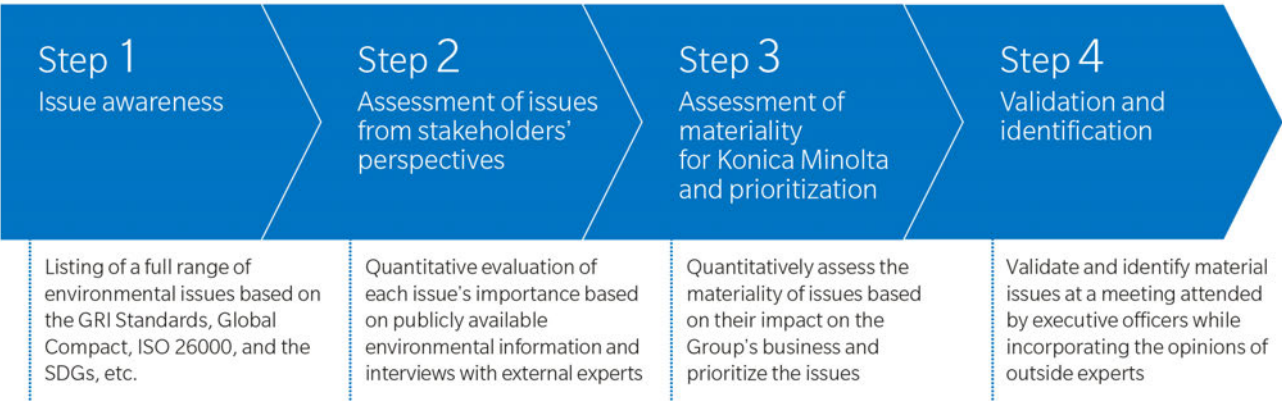 Step 1
Issue awareness
Listing of a full range of
environmental issues based on
the GRI Standards, Global
Compact, ISO 26000, and the
SDGs, etc.
Step 2
Assessment of issues
from stakeholders'
perspectives
Quantitative evaluation of
each issue's importance based
on publicly available
environmental information and
interviews with external experts
Step 3
Assessment of
materiality
for Konica Minolta
and prioritization
Quantitatively assess the
materiality of issues based
on their impact on the
Group's business and
prioritize the issues
Step 4
Validation and
identification
Validate and identify material
issues at a meeting attended
by executive officers while
incorporating the opinions of
outside experts